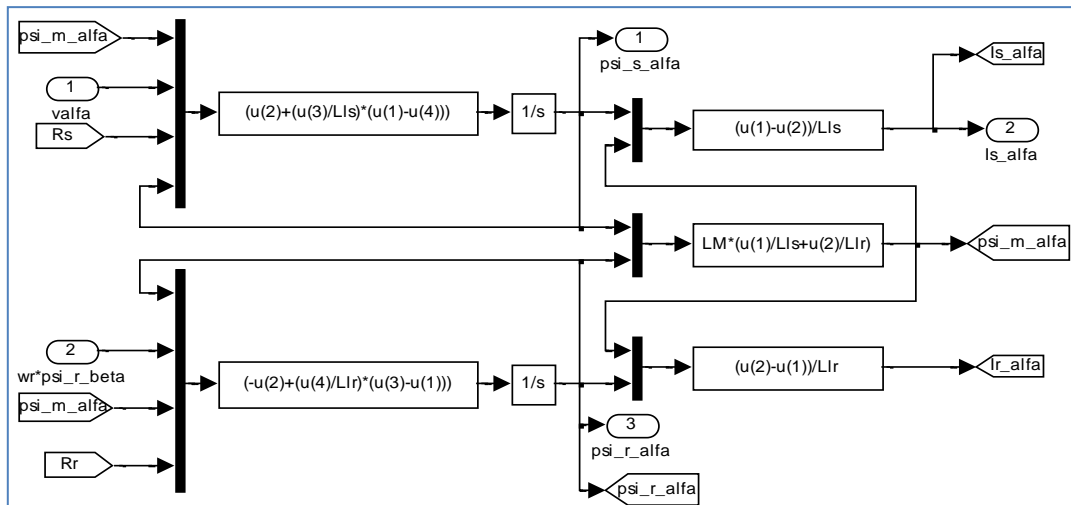 psi_m_alfa
1
valfa
Rs
(u(2)+(u(3)/Lls)*(u(1)-u(4)))
1/s
1
psi_s_alfa
(u(1)-u(2))/Lls
Is_alfa
2
Is_alfa
LM*(u(1)/Lls+u(2)/Llr)
psi_m_alfa
2
wr*psi_r_beta
psi_m_alfa
Rr
(-u(2)+(u(4)/Llr)*(u(3)-u(1)))
1/s
(u(2)-u(1))/Llr
Ir_alfa
3
psi_r_alfa
psi_r_alfa